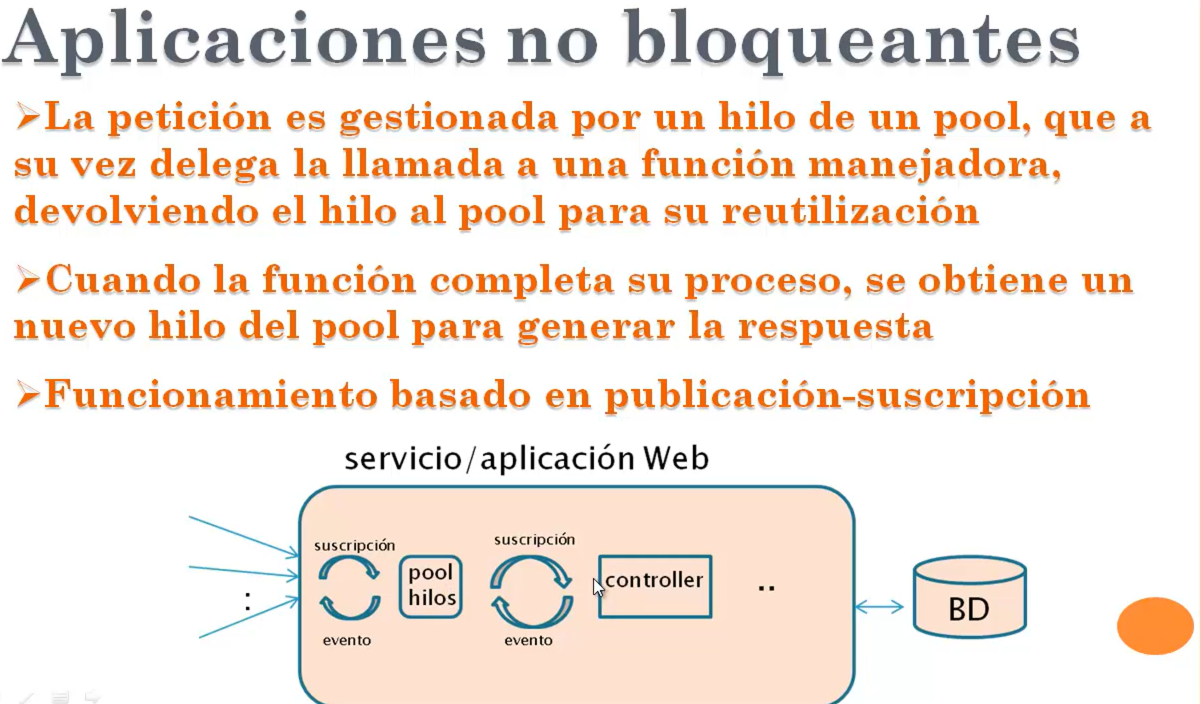 Aplicaciones no bloqueantes
➢La petición es gestionada por un hilo de un pool, que a
su vez delega la llamada a una función manejadora,
devolviendo el hilo al pool para su reutilización
➢Cuando la función completa su proceso, se obtiene un
nuevo hilo del pool para generar la respuesta
➢Funcionamiento basado en publicación-suscripción
servicio/aplicación Web
suscripción
evento
pool
hilos
suscripción
evento
controller
..
:
BD